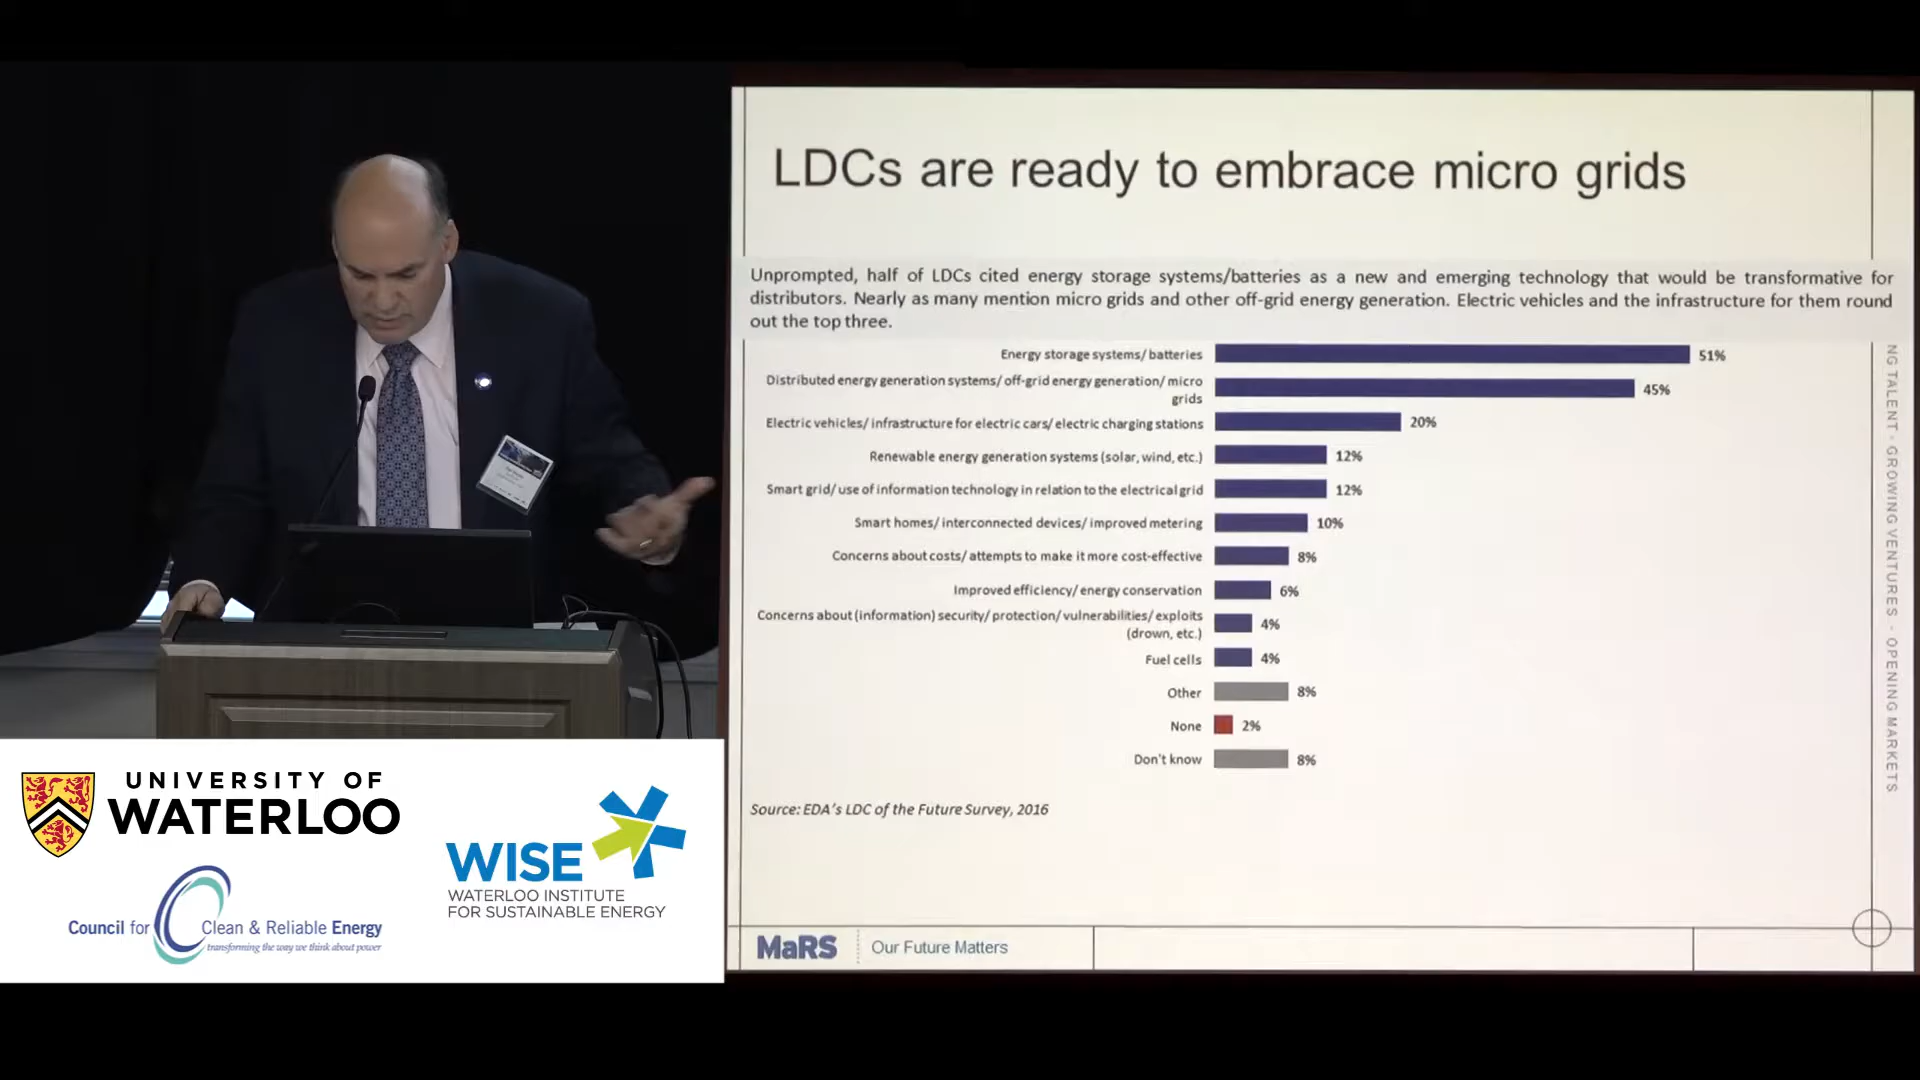 LDCs are ready to embrace micro grids
Unprompted, half of LDCs cited energy storage systems/batteries as a new and emerging technology that would be transformative for
distributors. Nearly as many mention micro grids and other off-grid energy generation. Electric vehicles and the infrastructure for them round
out the top three.
Energy storage systems/ batteries 51%
Distributed energy generation systems/ off-grid energy generation/ micro
grids 45%
Electric vehicles/ infrastructure for electric cars/ electric charging stations 20%
Renewable energy generation systems (solar, wind, etc.) 12%
Smart grid/ use of information technology in relation to the electrical grid 12%
Smart homes/ interconnected devices/ improved metering 10%
Concerns about costs/ attempts to make it more cost-effective 8%
Improved efficiency/ energy conservation 6%
Concerns about (information) security/ protection/ vulnerabilities/ exploits
(drown, etc.) 4%
Fuel cells 4%
Other 8%
None 2%
Don't know 8%
Source: EDA's LDC of the Future Survey, 2016
NG TALENT - GROWING VENTURES - OPENING MARKETS
MaRS
Our Future Matters
UNIVERSITY OF
WATERLOO
WISE
WATERLOO INSTITUTE
FOR SUSTAINABLE ENERGY
Council for Clean & Reliable Energy
transforming the way we think about power